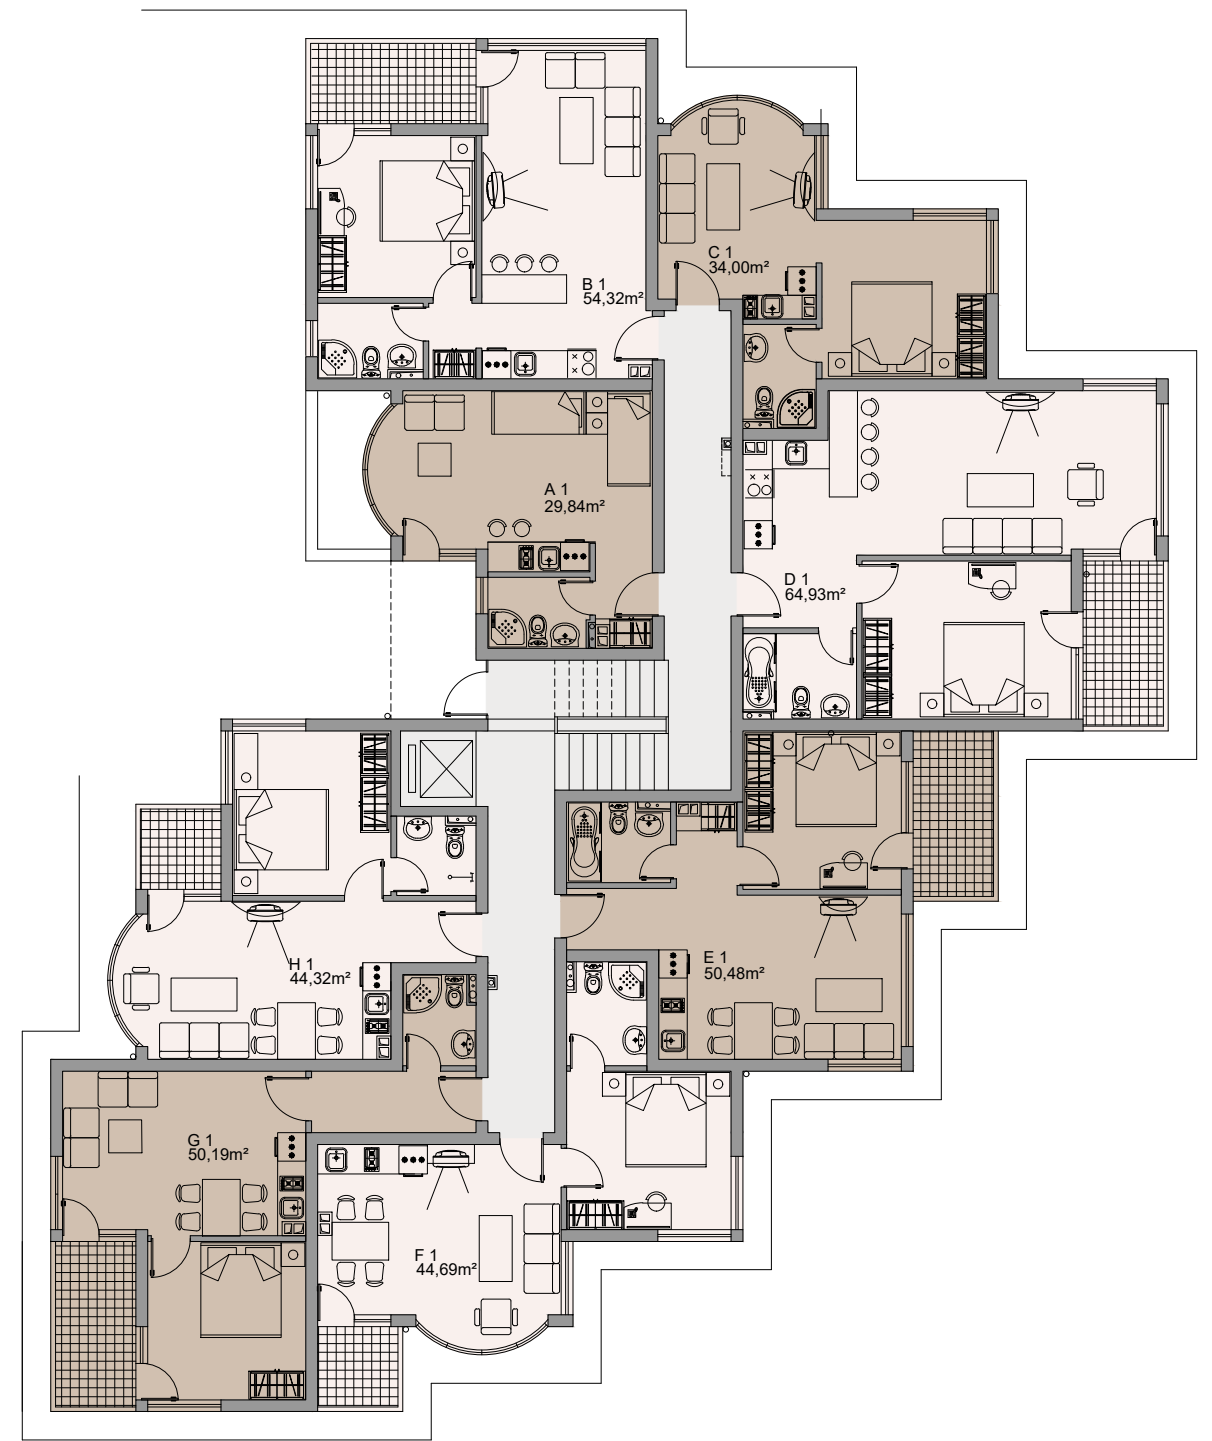 B 1
54,32m²
C 1
34,00m²
A 1
29,84m²
D 1
64,93m²
H 1
44,32m²
E 1
50,48m²
G 1
50,19m²
F 1
44,69m²